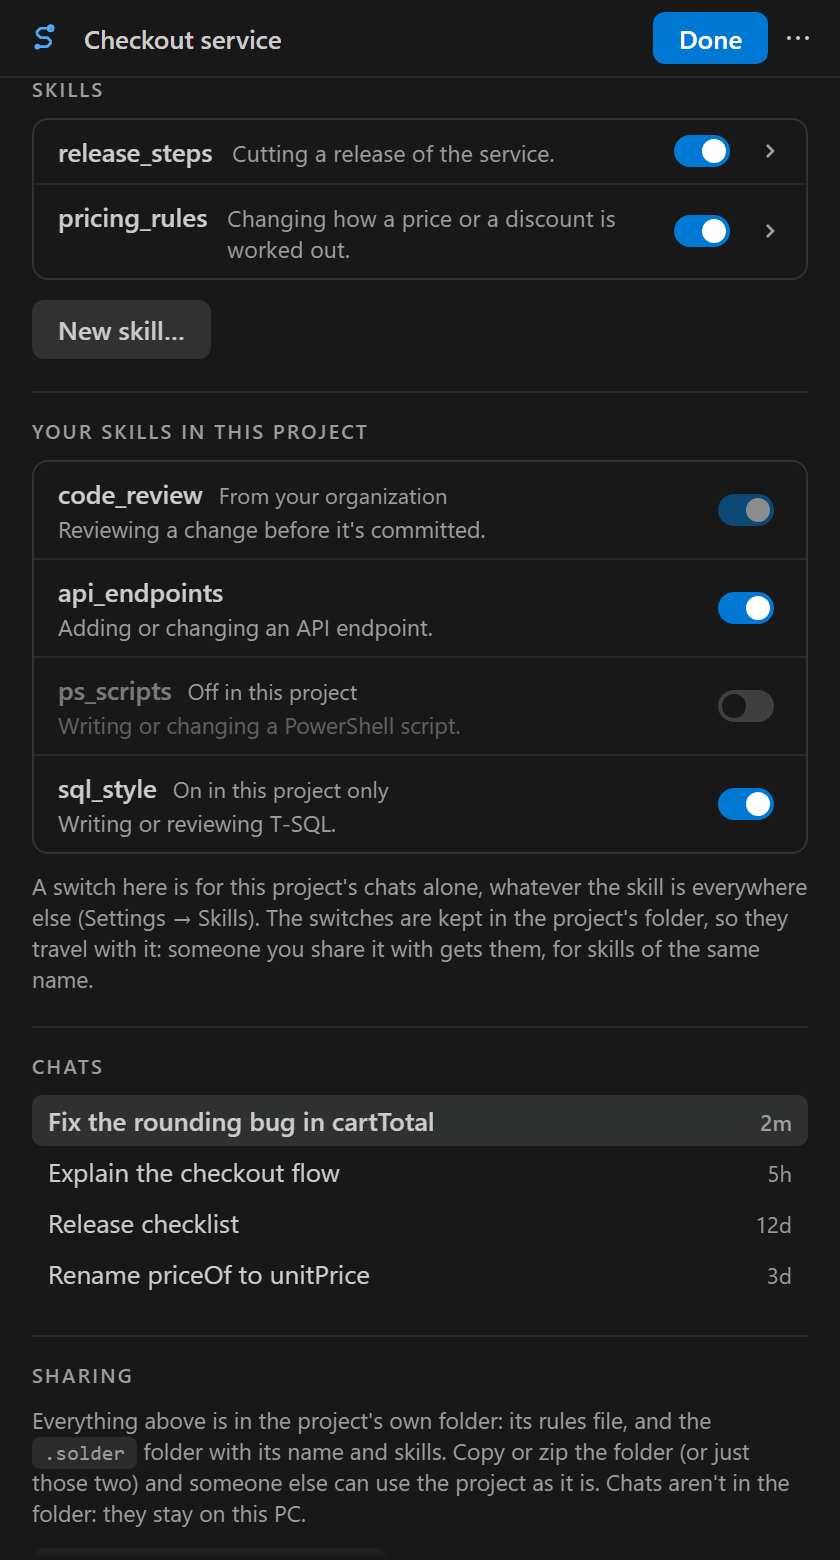 Checkout service
Done
SKILLS
release_steps Cutting a release of the service.
pricing_rules Changing how a price or a discount is
worked out.
New skill...
YOUR SKILLS IN THIS PROJECT
code_review From your organization
Reviewing a change before it's committed.
api_endpoints
Adding or changing an API endpoint.
ps_scripts Off in this project
Writing or changing a PowerShell script.
sql_style On in this project only
Writing or reviewing T-SQL.
A switch here is for this project's chats alone, whatever the skill is everywhere
else (Settings → Skills). The switches are kept in the project's folder, so they
travel with it: someone you share it with gets them, for skills of the same
name.
CHATS
Fix the rounding bug in cartTotal 2m
Explain the checkout flow 5h
Release checklist 12d
Rename priceOf to unitPrice 3d
SHARING
Everything above is in the project's own folder: its rules file, and the
.solder folder with its name and skills. Copy or zip the folder (or just
those two) and someone else can use the project as it is. Chats aren't in the
folder: they stay on this PC.